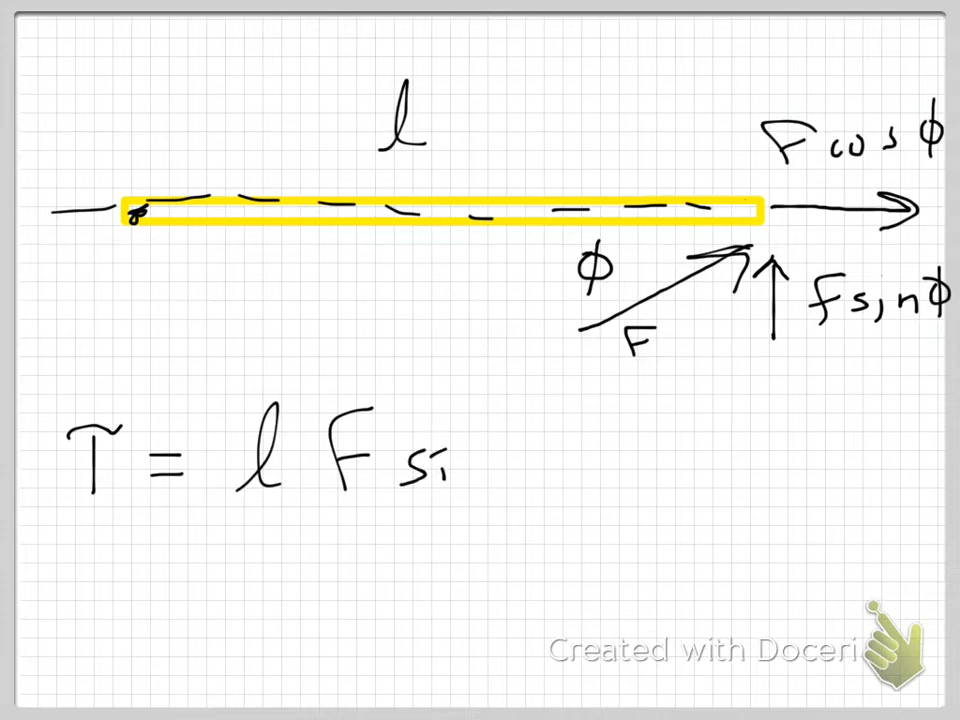 l
F cos ϕ
ϕ
F
F sin ϕ
τ = l F si
Created with Doceri